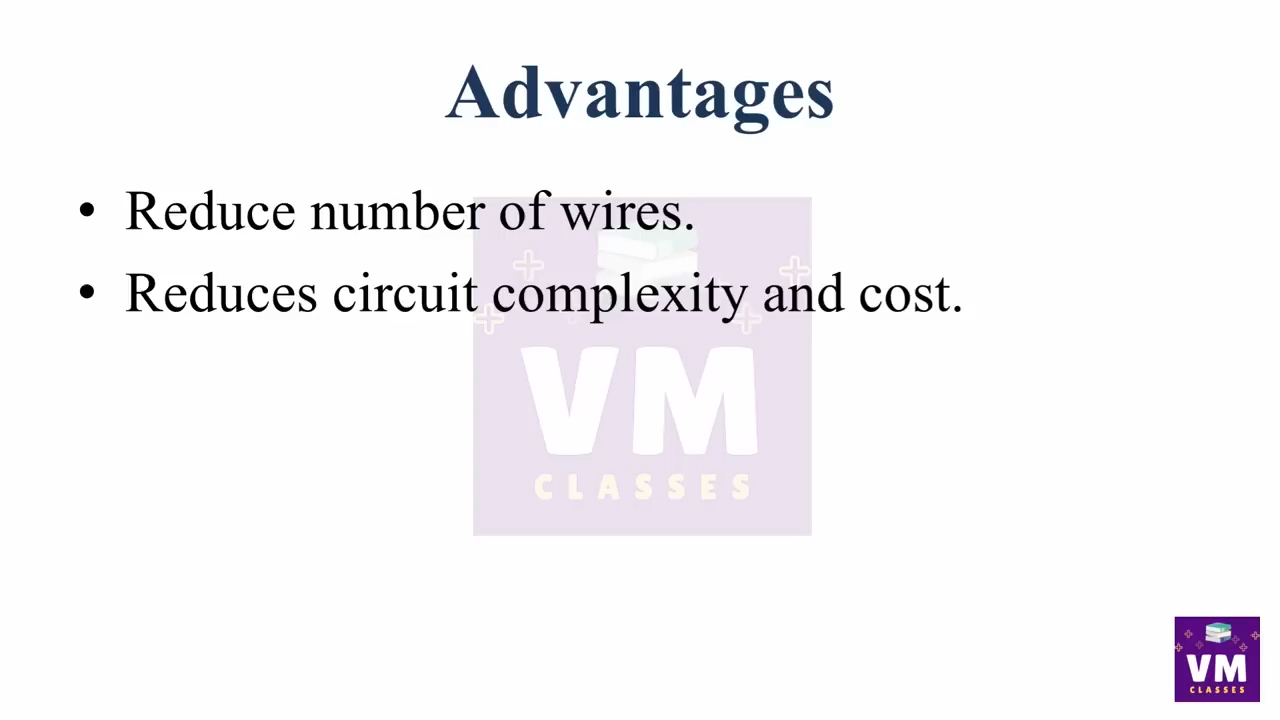 Advantages
• Reduce number of wires.
• Reduces circuit complexity and cost.
VM
CLASSES
VM
CLASSES